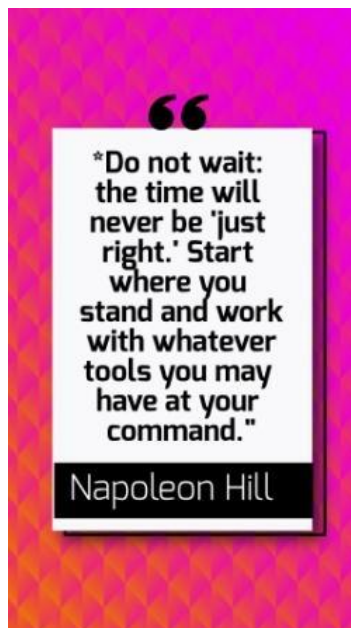 “
*Do not wait:
the time will
never be 'just
right.' Start
where you
stand and work
with whatever
tools you may
have at your
command."
Napoleon Hill